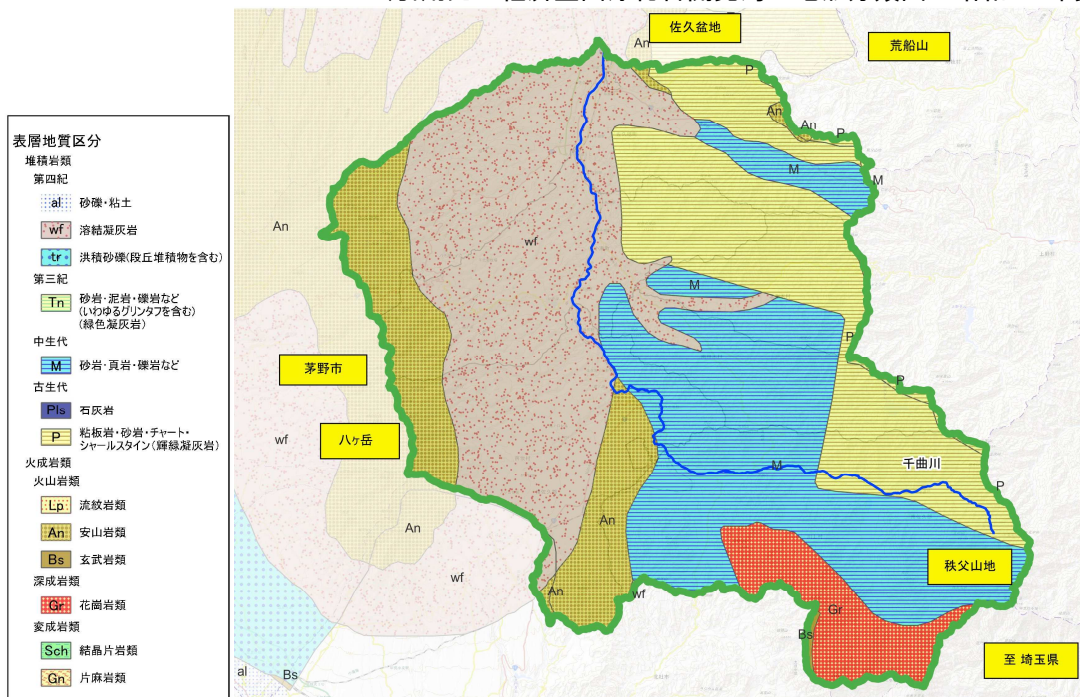 佐久盆地
荒船山
表層地質区分
堆積岩類
第四紀
al 砂礫・粘土
wf 溶結凝灰岩
tr 洪積砂礫(段丘堆積物を含む)
第三紀
Tn 砂岩・泥岩・礫岩など
(いわゆるグリンタフを含む)
(緑色凝灰岩)
中生代
M 砂岩・頁岩・礫岩など
古生代
Pls 石灰岩
P 粘板岩・砂岩・チャート・
シャールスタイン(輝緑凝灰岩)
火成岩類
火山岩類
Lp 流紋岩類
An 安山岩類
Bs 玄武岩類
深成岩類
Gr 花崗岩類
変成岩類
Sch 結晶片岩類
Gn 片麻岩類
An
P
An
An
P
M
M
An
wf
M
P
茅野市
P
八ヶ岳
wf
千曲川
M
P
An
An
秩父山地
wf
An
wf
Gr
Bs
至 埼玉県
al
Bs